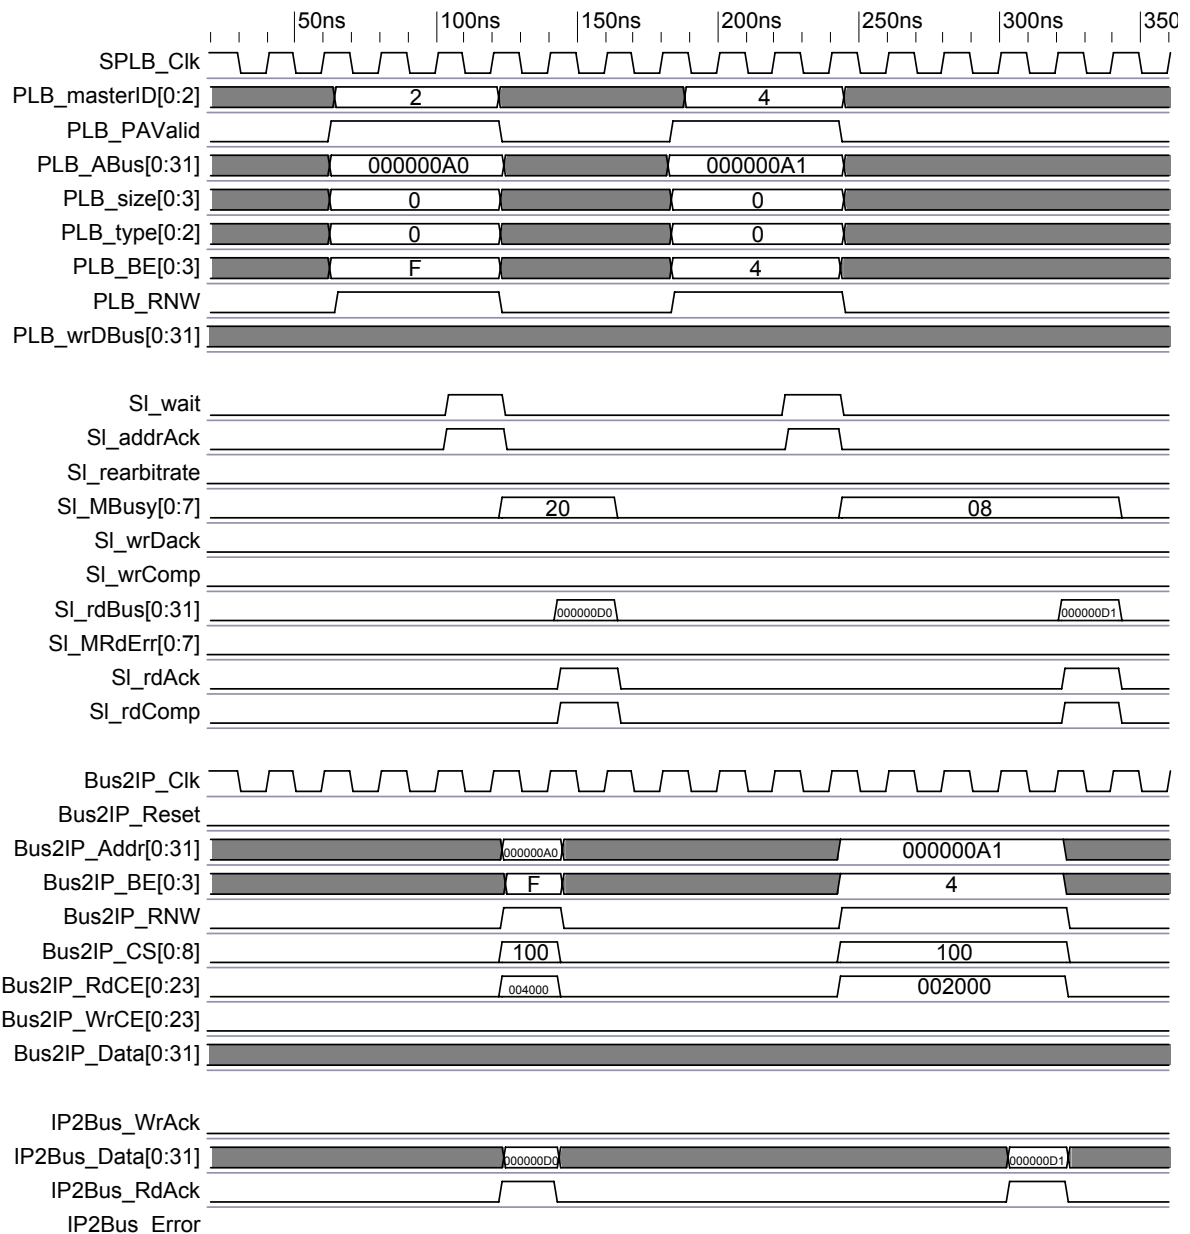 50ns 100ns 150ns 200ns 250ns 300ns 350
SPLB_Clk
PLB_masterID[0:2] 2 4
PLB_PAValid
PLB_ABus[0:31] 000000A0 000000A1
PLB_size[0:3] 0 0
PLB_type[0:2] 0 0
PLB_BE[0:3] F 4
PLB_RNW
PLB_wrDBus[0:31]
Sl_wait
Sl_addrAck
Sl_rearbitrate
Sl_MBusy[0:7] 20 08
Sl_wrDack
Sl_wrComp
Sl_rdBus[0:31] 000000D0 000000D1
Sl_MRdErr[0:7]
Sl_rdAck
Sl_rdComp
Bus2IP_Clk
Bus2IP_Reset
Bus2IP_Addr[0:31] 000000A0 000000A1
Bus2IP_BE[0:3] F 4
Bus2IP_RNW
Bus2IP_CS[0:8] 100 100
Bus2IP_RdCE[0:23] 004000 002000
Bus2IP_WrCE[0:23]
Bus2IP_Data[0:31]
IP2Bus_WrAck
IP2Bus_Data[0:31] 000000D0 000000D1
IP2Bus_RdAck
IP2Bus_Error